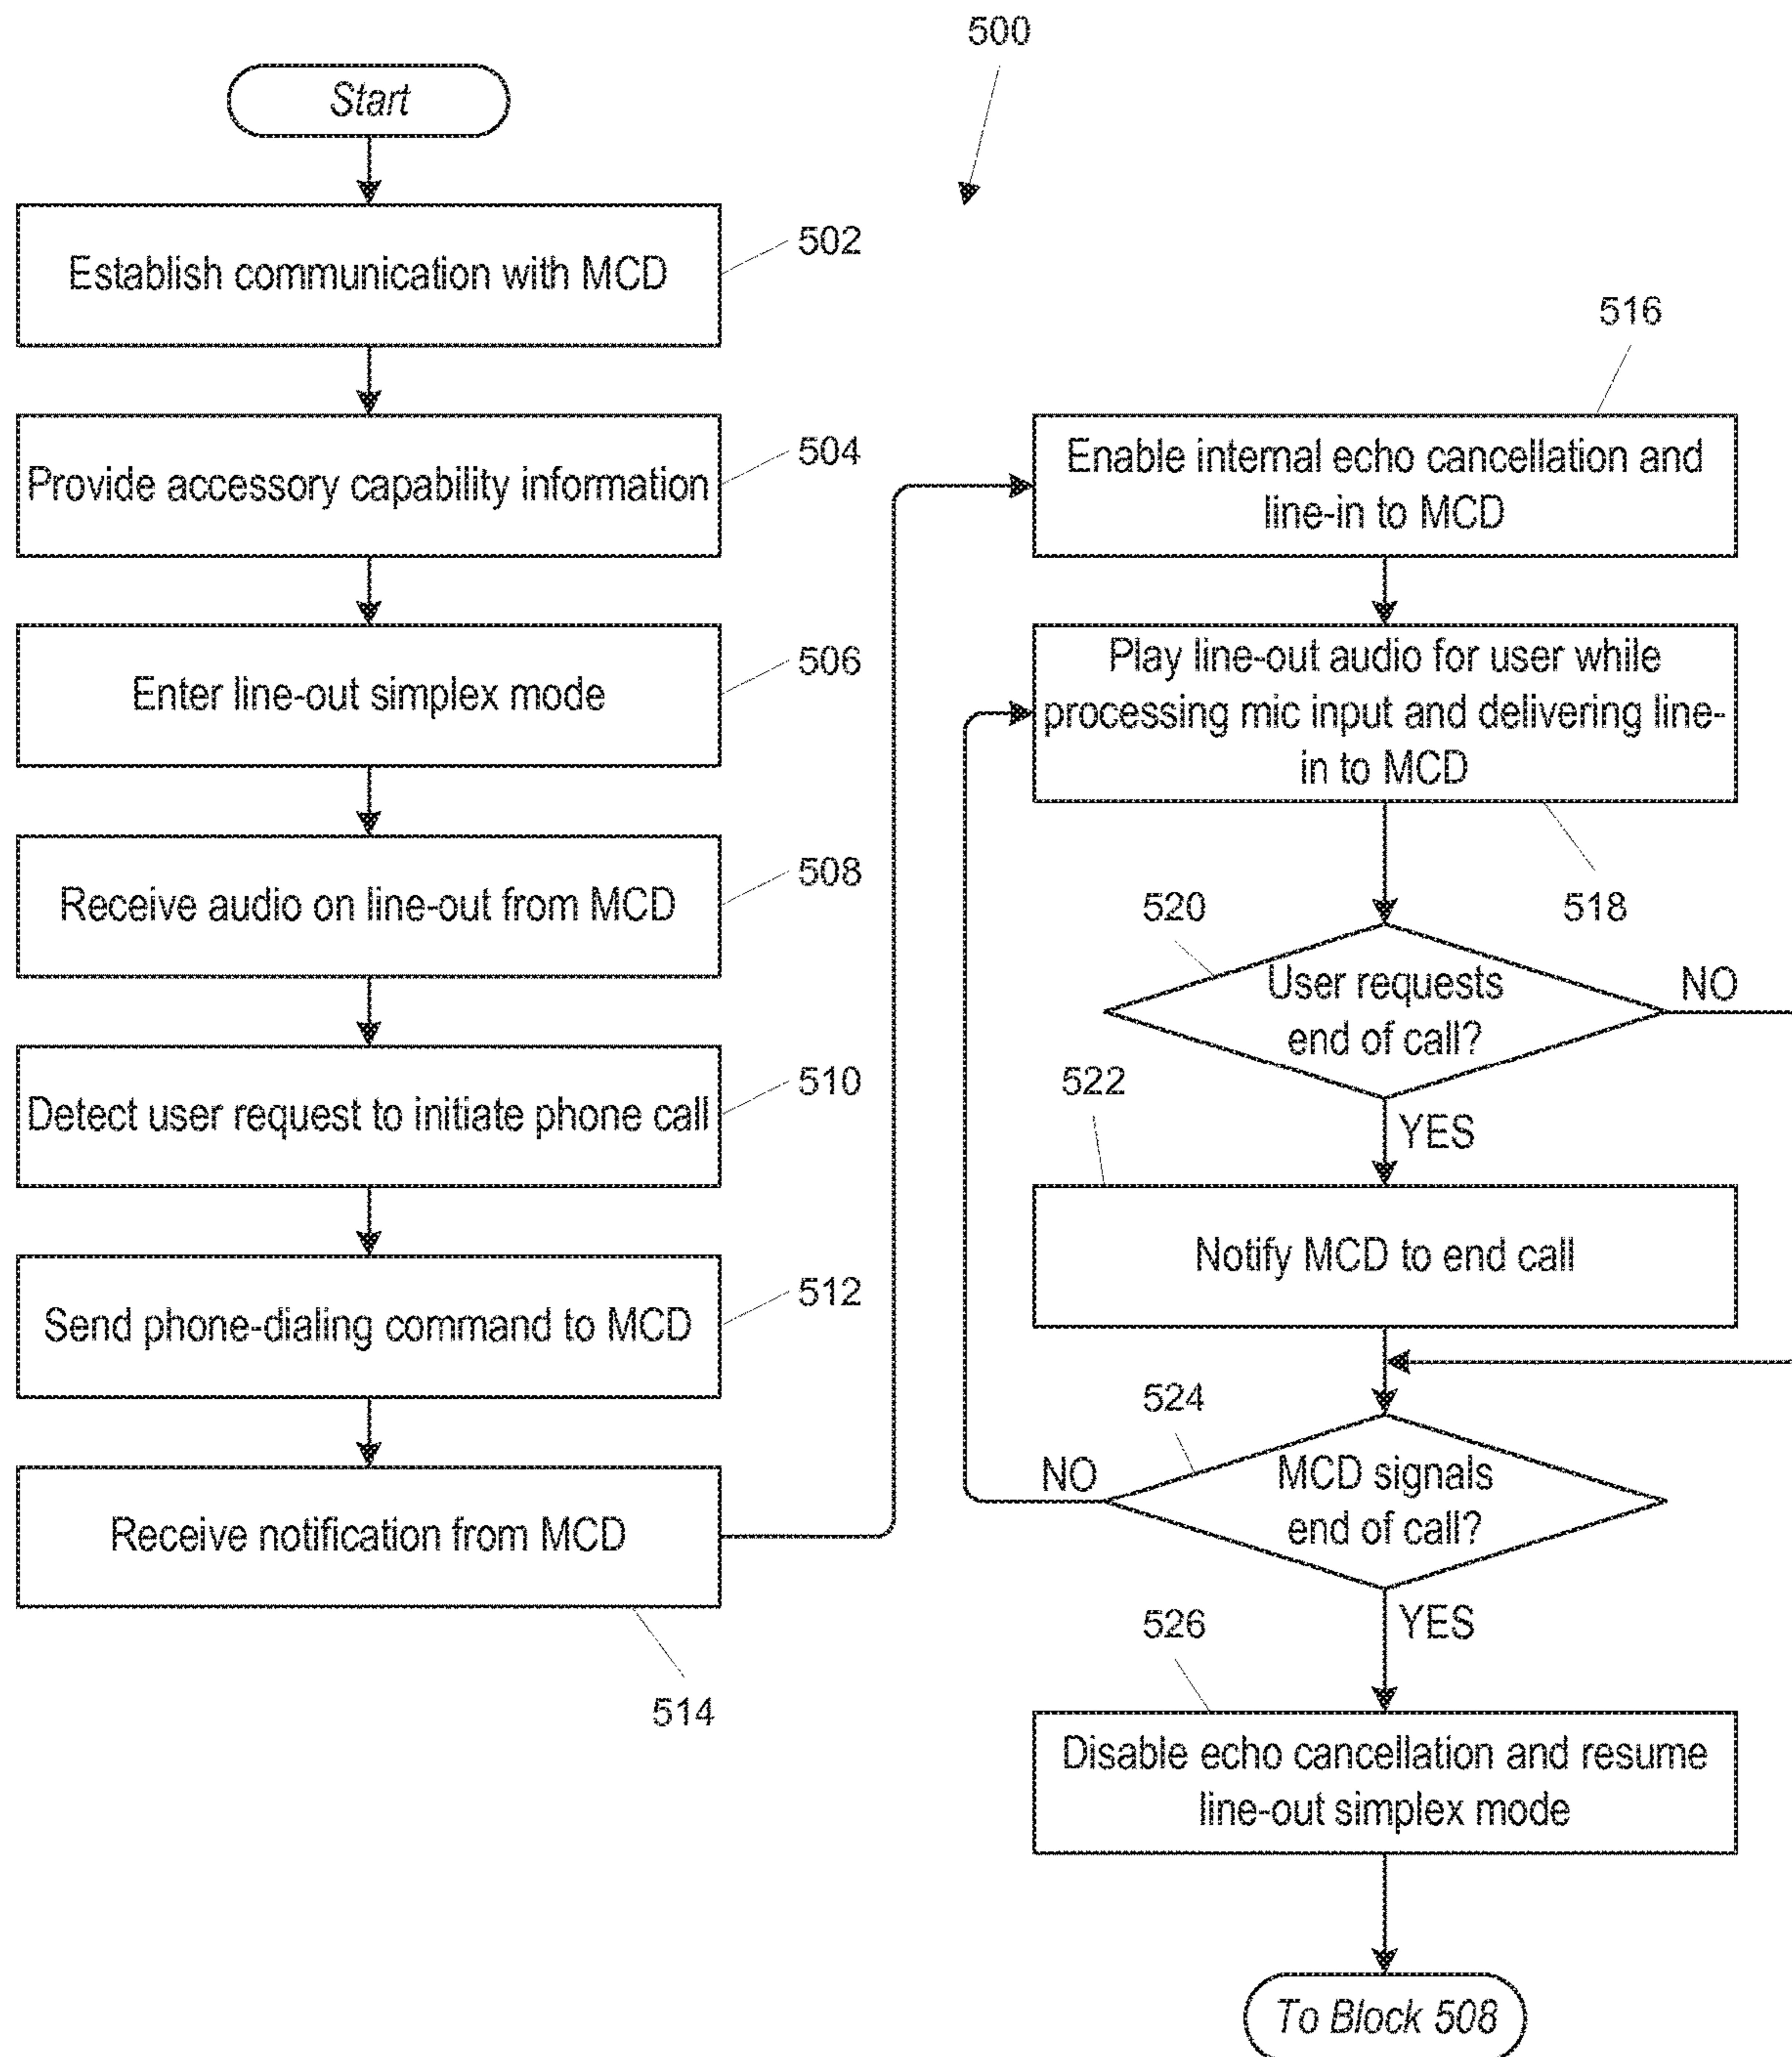 500
Start
Establish communication with MCD
502
Provide accessory capability information
504
Enter line-out simplex mode
506
Receive audio on line-out from MCD
508
Detect user request to initiate phone call
510
Send phone-dialing command to MCD
512
Receive notification from MCD
514
516
Enable internal echo cancellation and
line-in to MCD
Play line-out audio for user while
processing mic input and delivering line-
in to MCD
518
520
User requests
end of call?
NO
YES
522
Notify MCD to end call
524
MCD signals
end of call?
NO
YES
526
Disable echo cancellation and resume
line-out simplex mode
To Block 508